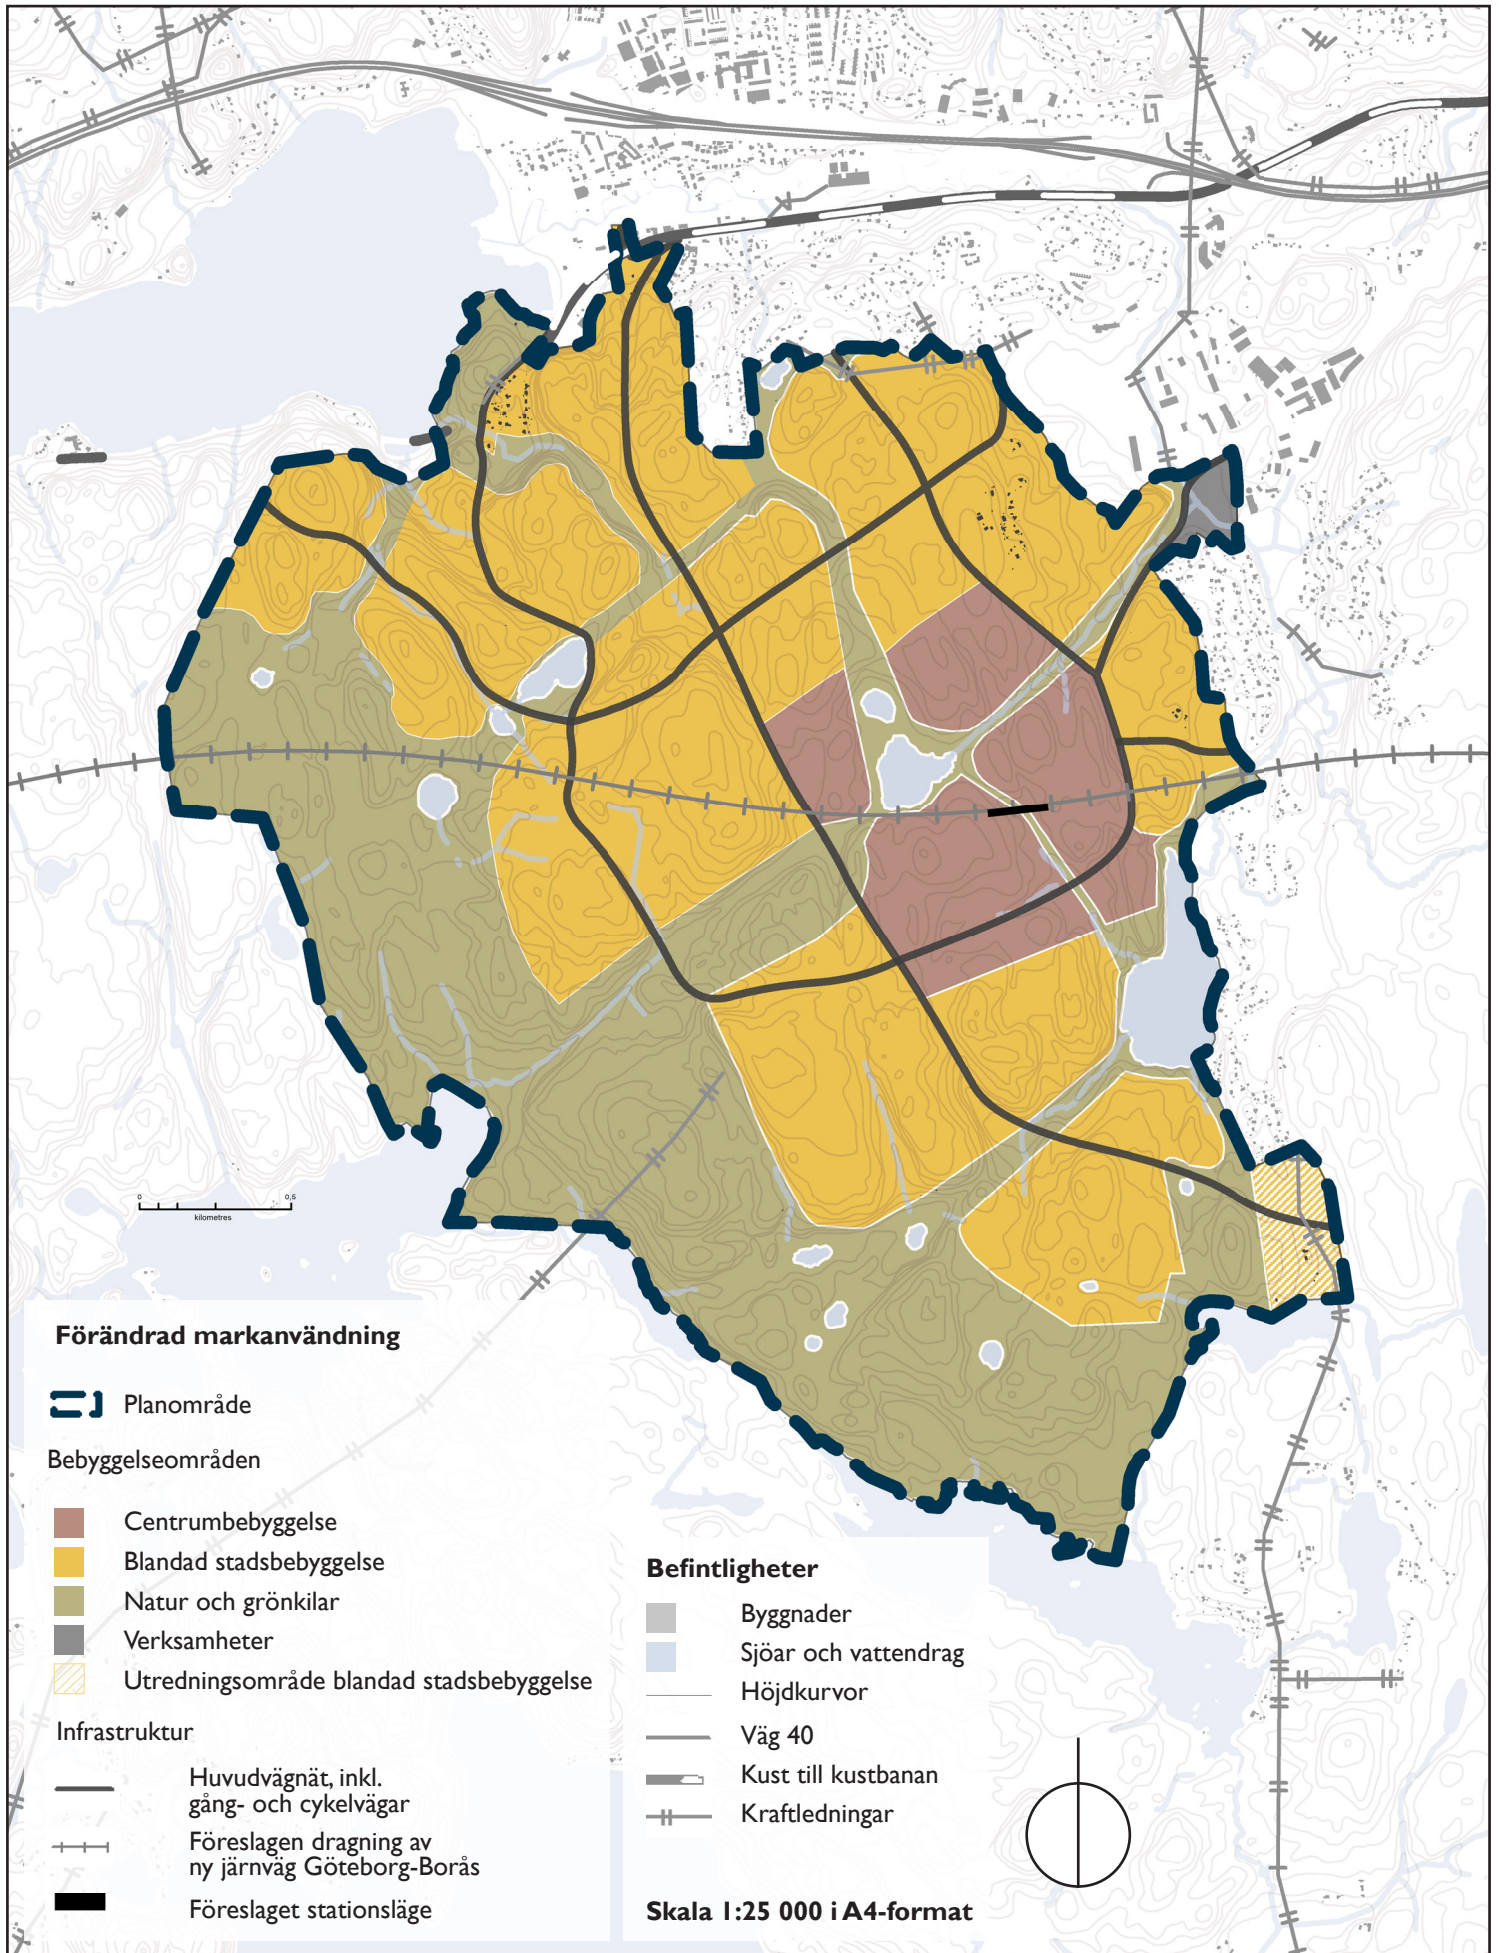 0 0,5
kilometres
Förändrad markanvändning
Planområde
Bebyggelseområden
Centrumbebyggelse
Blandad stadsbebyggelse
Natur och grönkilar
Verksamheter
Utredningsområde blandad stadsbebyggelse
Infrastruktur
Huvudvägnät, inkl.
gång- och cykelvägar
Föreslagen dragning av
ny järnväg Göteborg-Borås
Föreslaget stationsläge
Befintligheter
Byggnader
Sjöar och vattendrag
Höjdkurvor
Väg 40
Kust till kustbanan
Kraftledningar
Skala 1:25 000 i A4-format